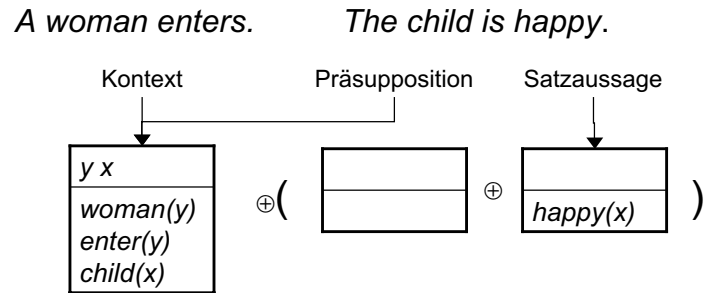 A woman enters. The child is happy.
Kontext Präsupposition Satzaussage
y x
woman(y)
enter(y)
child(x)
⊕(
⊕
happy(x)
)